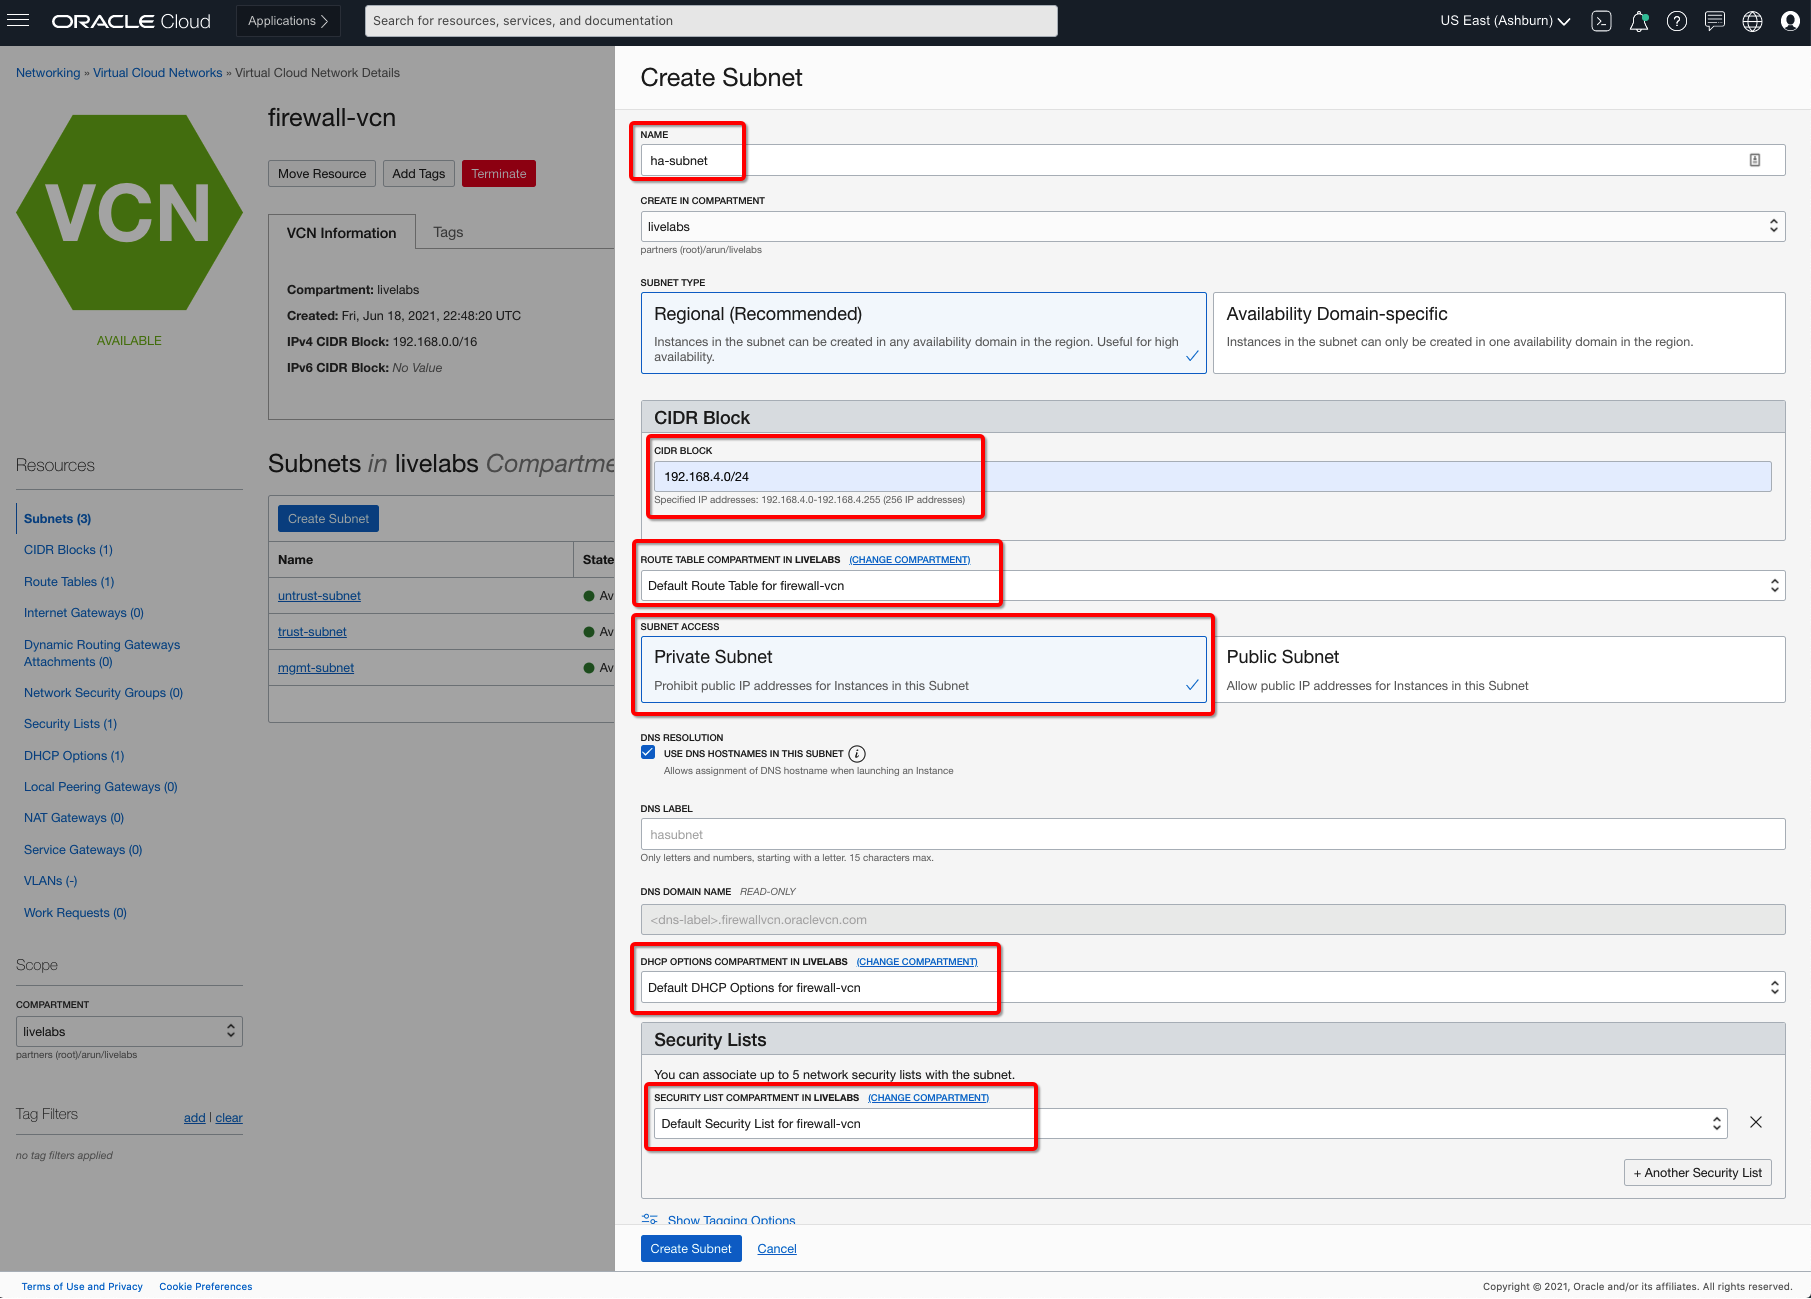 ORACLE Cloud
Applications
Search for resources, services, and documentation
US East (Ashburn)
Networking » Virtual Cloud Networks » Virtual Cloud Network Details
VCN
AVAILABLE
firewall-vcn
Move Resource
Add Tags
Terminate
VCN Information
Tags
Compartment: livelabs
Created: Fri, Jun 18, 2021, 22:48:20 UTC
IPv4 CIDR Block: 192.168.0.0/16
IPv6 CIDR Block: No Value
Resources
Subnets (3)
CIDR Blocks (1)
Route Tables (1)
Internet Gateways (0)
Dynamic Routing Gateways
Attachments (0)
Network Security Groups (0)
Security Lists (1)
DHCP Options (1)
Local Peering Gateways (0)
NAT Gateways (0)
Service Gateways (0)
VLANs (-)
Work Requests (0)
Scope
COMPARTMENT
livelabs
partners (root)/arun/livelabs
Tag Filters
add | clear
no tag filters applied
Subnets in livelabs Compartme
Create Subnet
Name
State
untrust-subnet
Av
trust-subnet
Av
mgmt-subnet
Av
Create Subnet
NAME
ha-subnet
CREATE IN COMPARTMENT
livelabs
partners (root)/arun/livelabs
SUBNET TYPE
Regional (Recommended)
Instances in the subnet can be created in any availability domain in the region. Useful for high
availability.
Availability Domain-specific
Instances in the subnet can only be created in one availability domain in the region.
CIDR Block
CIDR BLOCK
192.168.4.0/24
Specified IP addresses: 192.168.4.0-192.168.4.255 (256 IP addresses)
ROUTE TABLE COMPARTMENT IN LIVELABS (CHANGE COMPARTMENT)
Default Route Table for firewall-vcn
SUBNET ACCESS
Private Subnet
Prohibit public IP addresses for Instances in this Subnet
Public Subnet
Allow public IP addresses for Instances in this Subnet
DNS RESOLUTION
USE DNS HOSTNAMES IN THIS SUBNET
Allows assignment of DNS hostname when launching an Instance
DNS LABEL
hasubnet
Only letters and numbers, starting with a letter. 15 characters max.
DNS DOMAIN NAME READ-ONLY
<dns-label>.firewallvcn.oraclevcn.com
DHCP OPTIONS COMPARTMENT IN LIVELABS (CHANGE COMPARTMENT)
Default DHCP Options for firewall-vcn
Security Lists
You can associate up to 5 network security lists with the subnet.
SECURITY LIST COMPARTMENT IN LIVELABS (CHANGE COMPARTMENT)
Default Security List for firewall-vcn
+ Another Security List
Show Tagging Options
Create Subnet
Cancel
Terms of Use and Privacy
Cookie Preferences
Copyright © 2021, Oracle and/or its affiliates. All rights reserved.